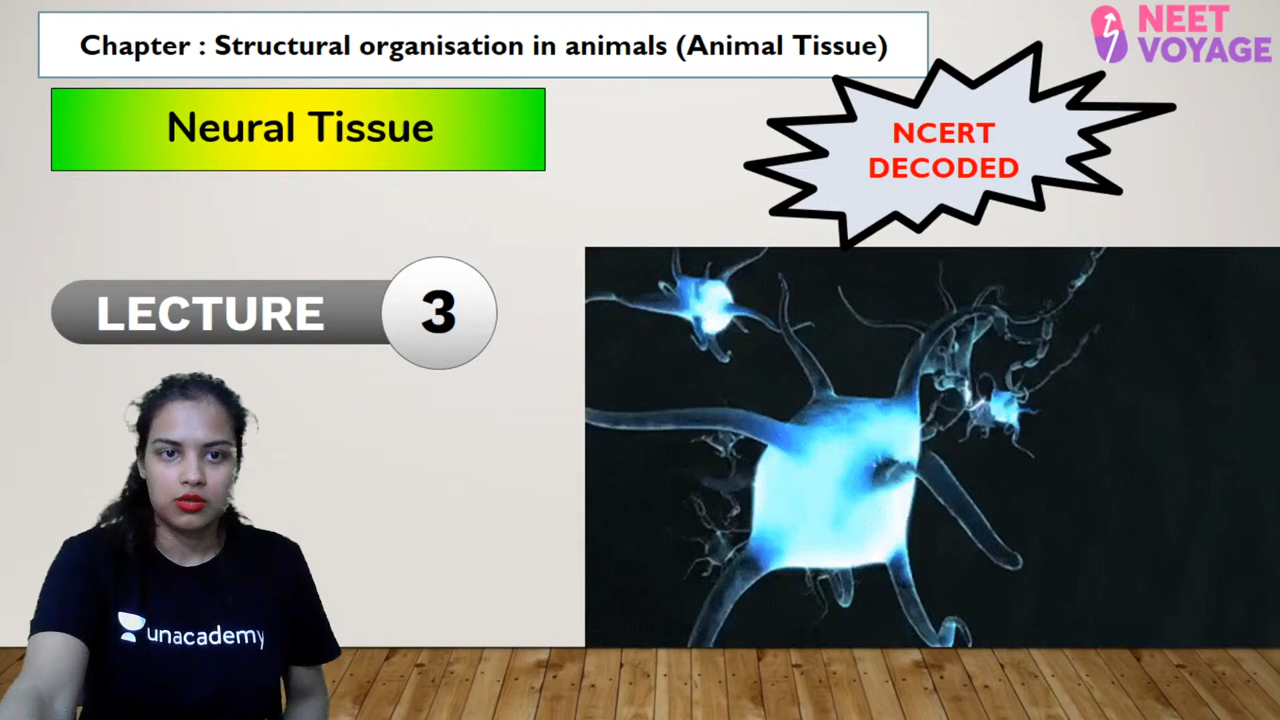 Chapter : Structural organisation in animals (Animal Tissue)
NEET
VOYAGE
Neural Tissue
NCERT
DECODED
LECTURE 3
unacademy